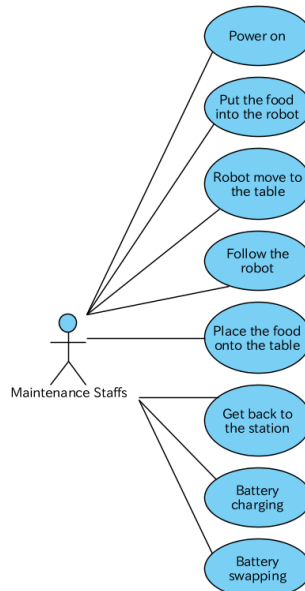 Power on
Put the food
into the robot
Robot move to
the table
Follow the
robot
Place the food
onto the table
Maintenance Staffs
Get back to
the station
Battery
charging
Battery
swapping